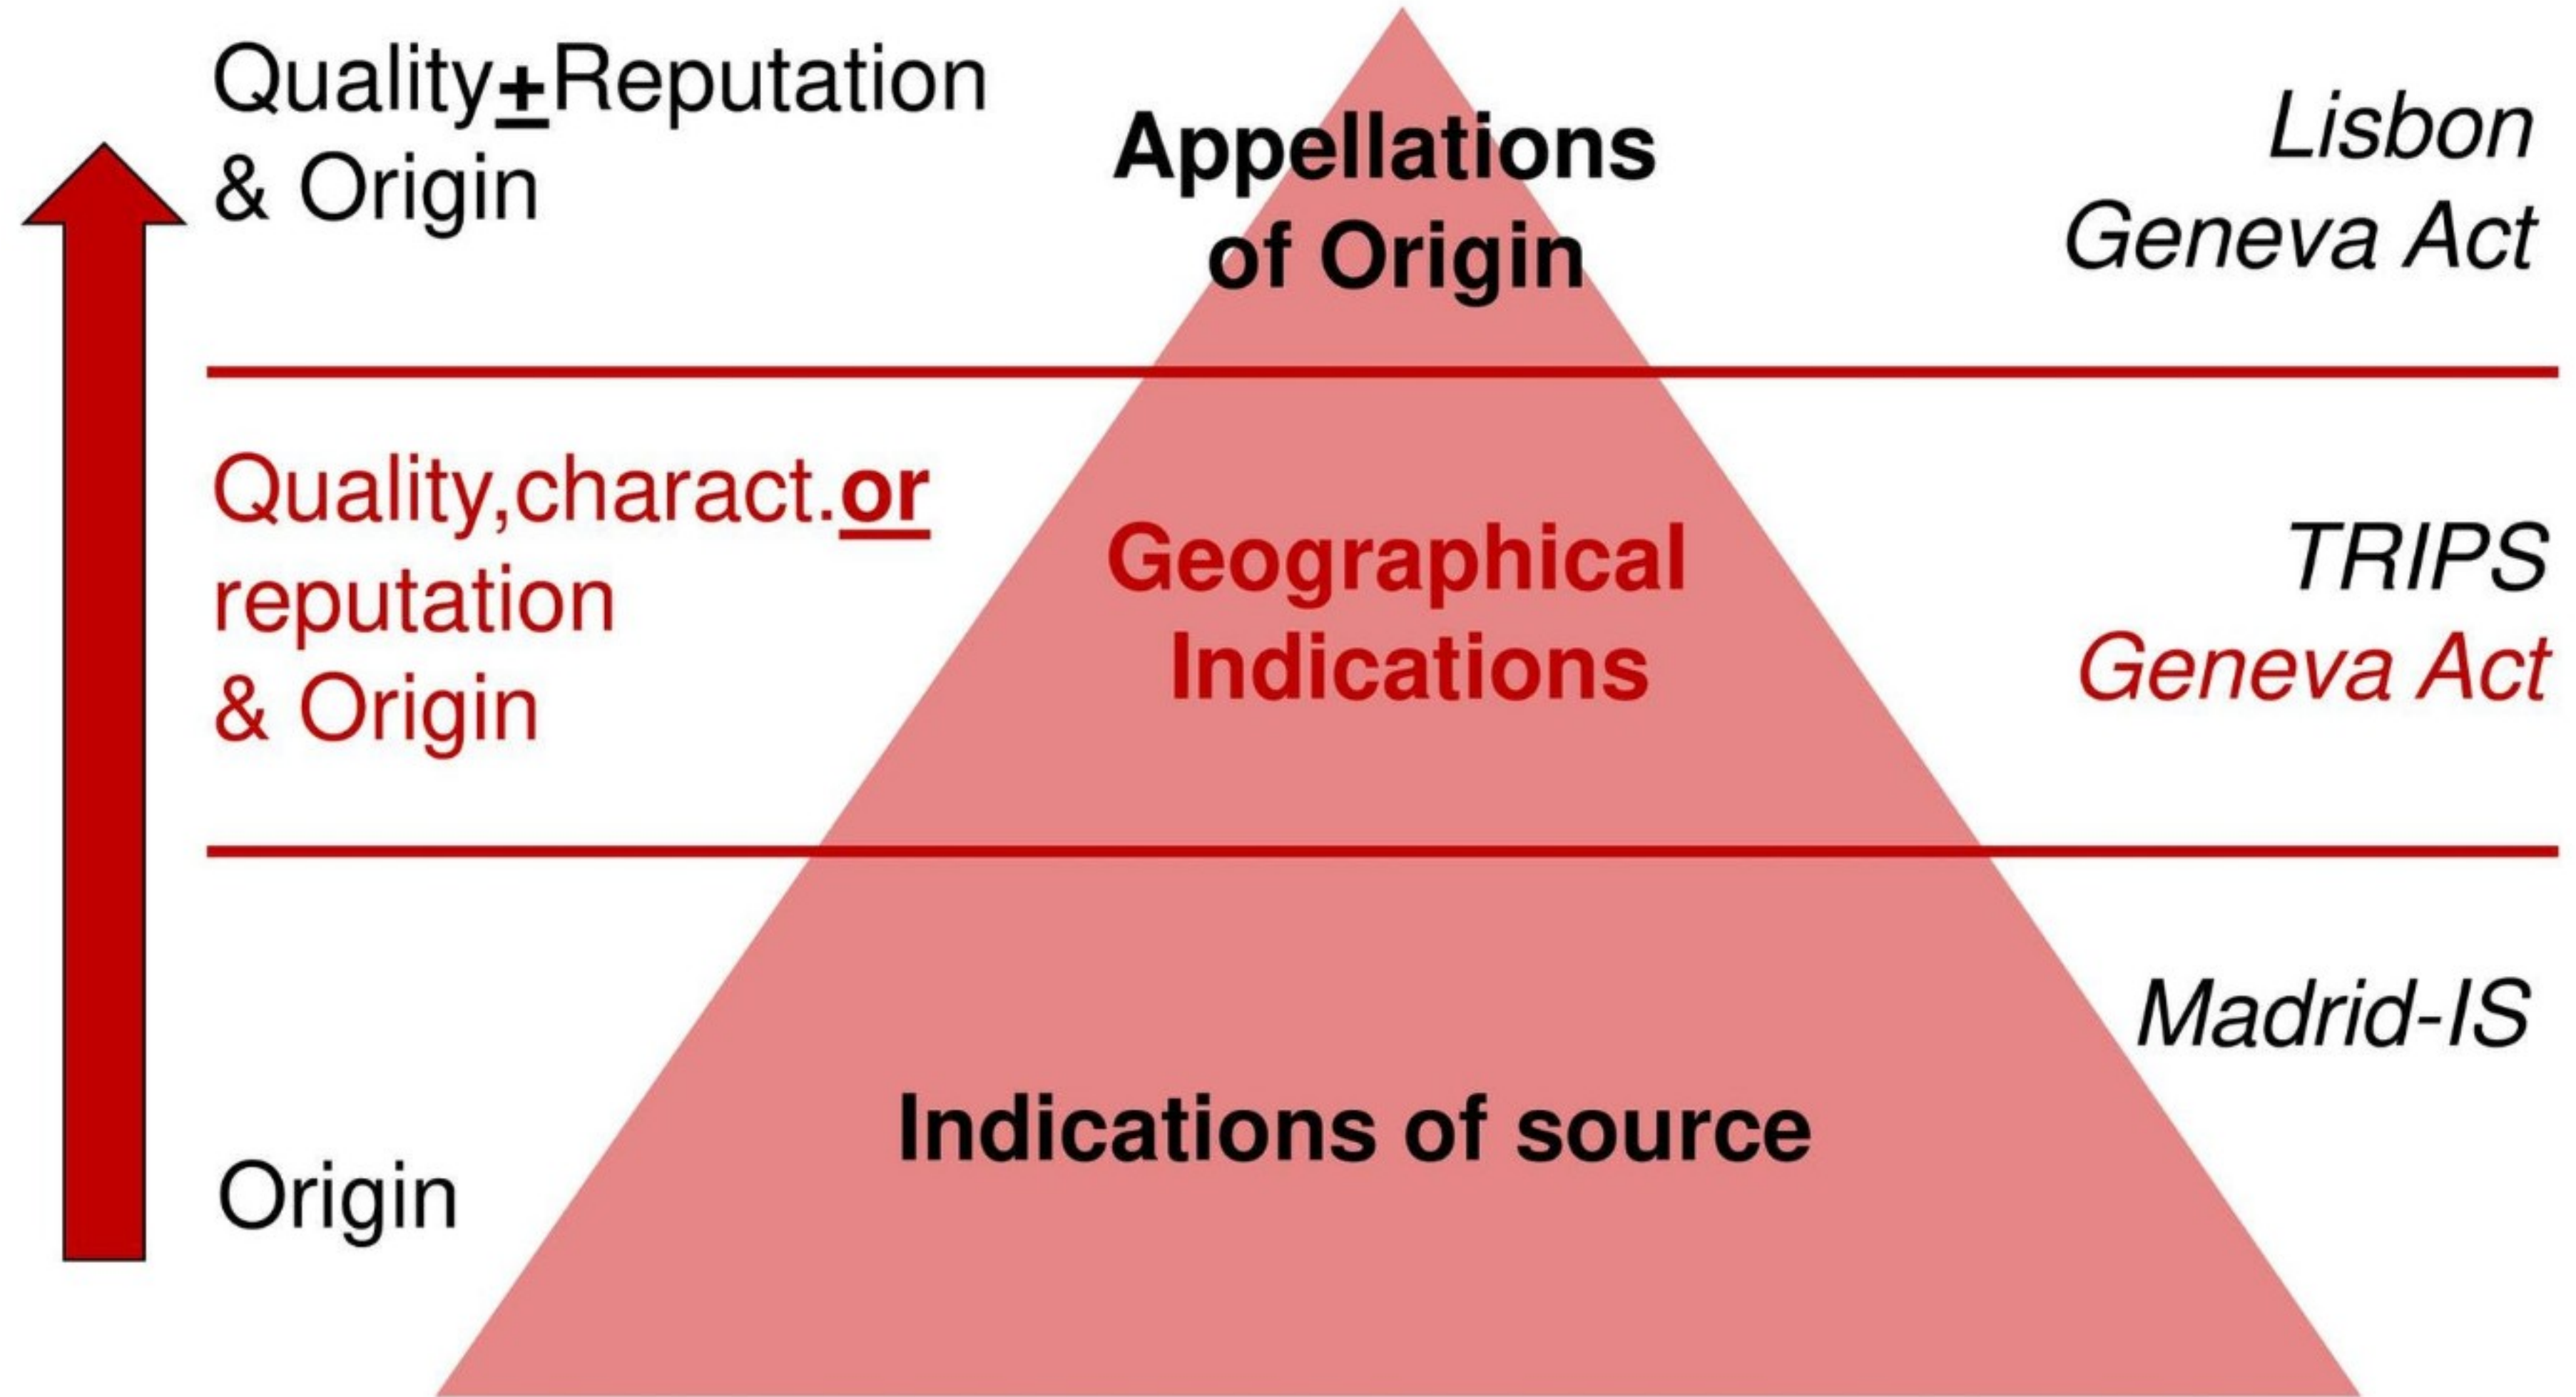 Quality±Reputation
& Origin
Appellations
of Origin
Lisbon
Geneva Act
Quality,charact.or
reputation
& Origin
Geographical
Indications
TRIPS
Geneva Act
Origin
Indications of source
Madrid-IS